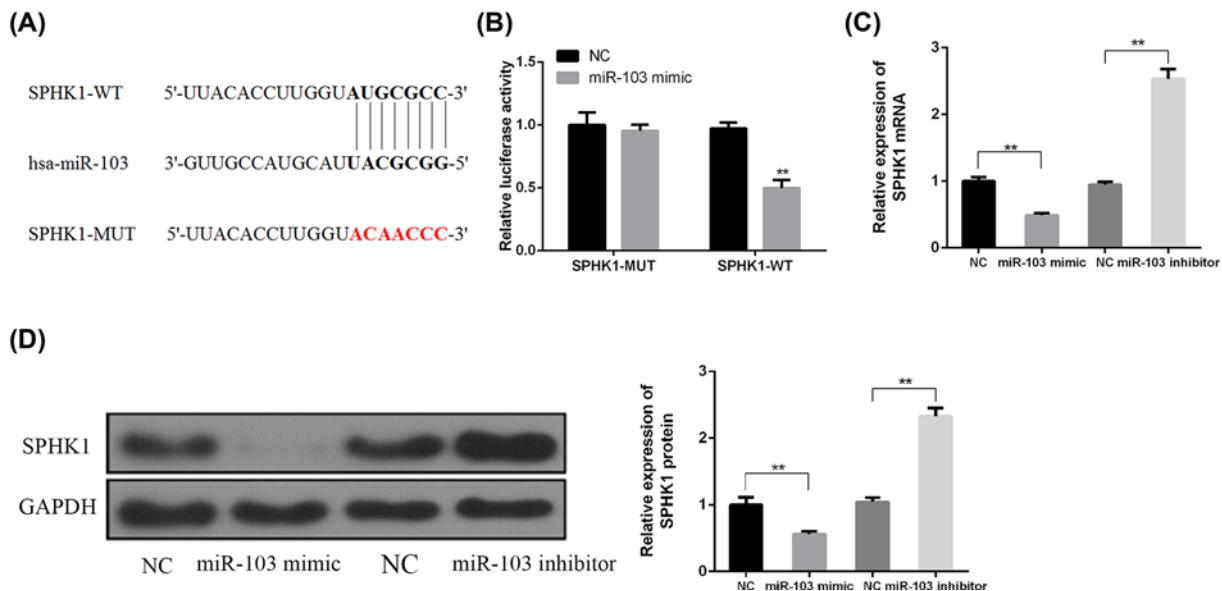 (A)
SPHK1-WT 5'-UUACACCUUGGUAUGCGCC-3'
hsa-miR-103 3'-GUUGCCAUGCAUUACGCGG-5'
SPHK1-MUT 5'-UUACACCUUGGUACAACCC-3'
(B)
NC
miR-103 mimic
Relative luciferase activity
1.5
1.0
0.5
0.0
**
SPHK1-MUT SPHK1-WT
(C)
Relative expression of
SPHK1 mRNA
3
2
1
0
**
**
NC miR-103 mimic NC miR-103 inhibitor
(D)
SPHK1
GAPDH
NC miR-103 mimic NC miR-103 inhibitor
Relative expression of
SPHK1 protein
3
2
1
0
**
**
NC miR-103 mimic NC miR-103 inhibitor